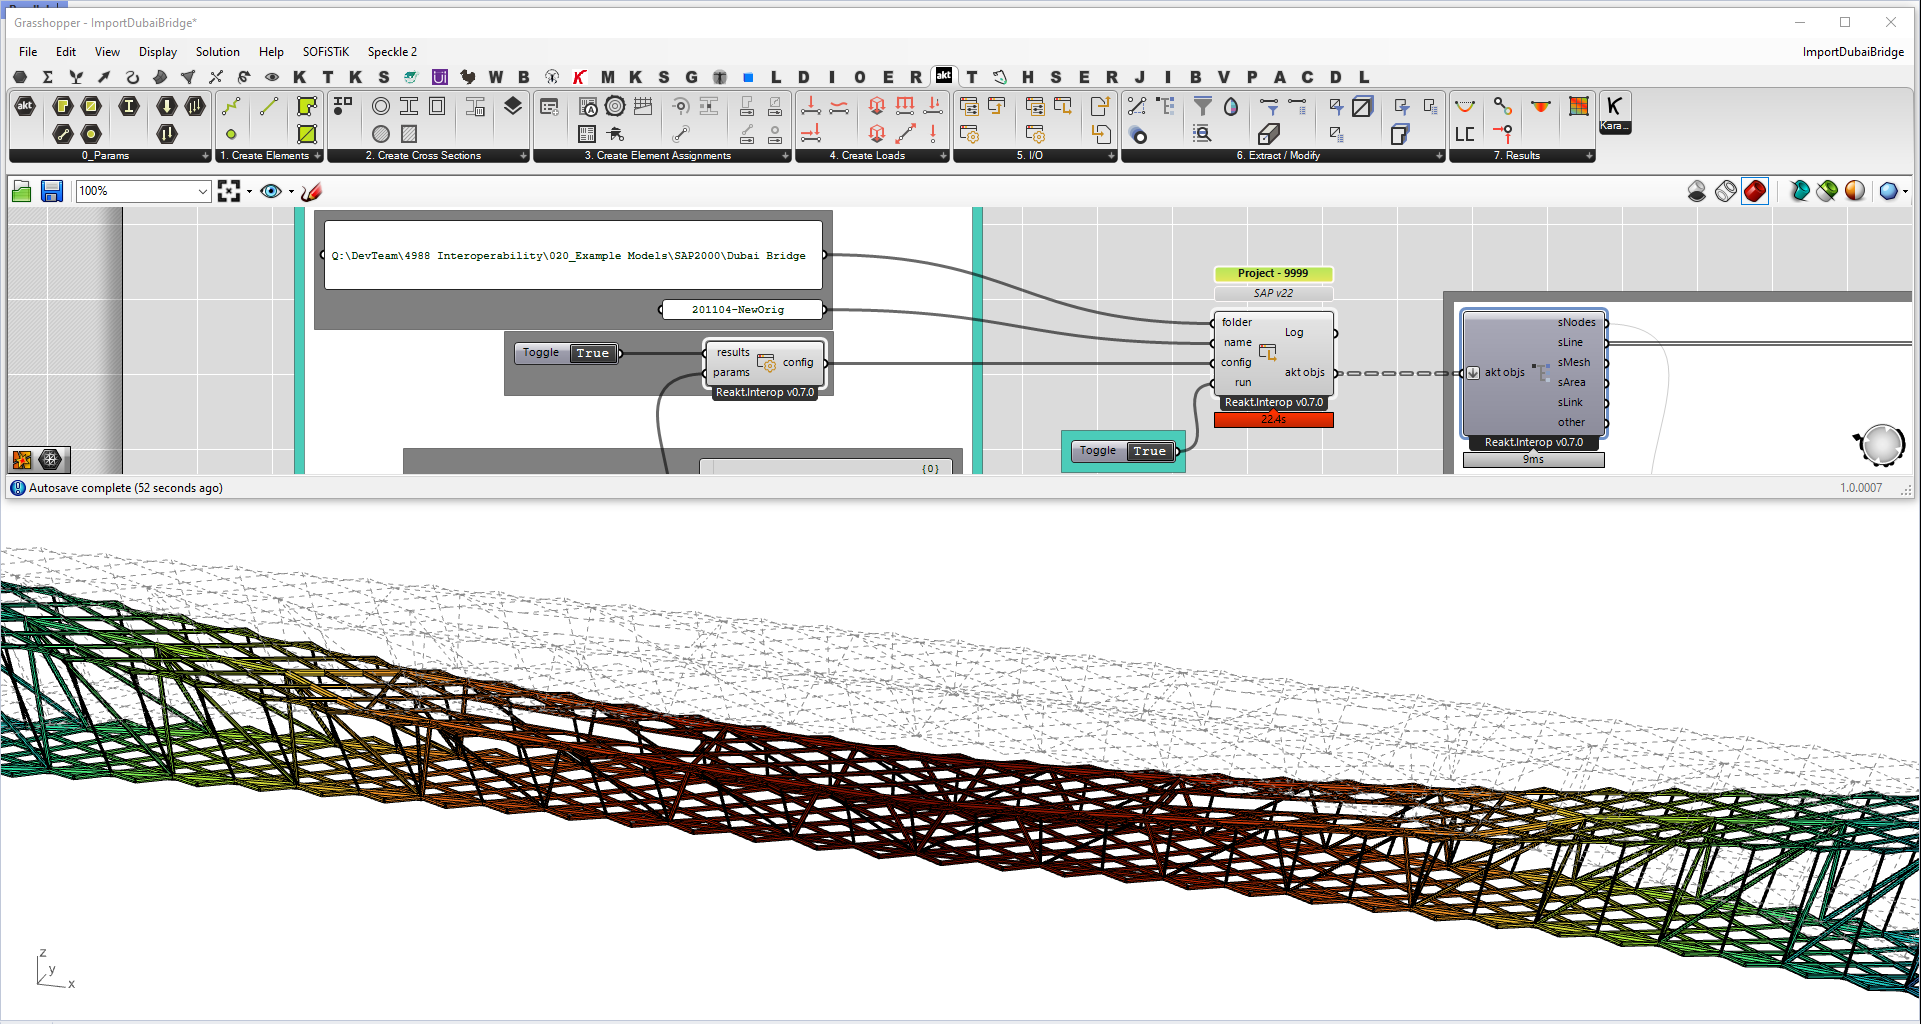 Grasshopper - ImportDubaiBridge*
File Edit View Display Solution Help SOFiSTiK Speckle 2 ImportDubaiBridge
K T K S Ui W B K M K S G L D I O E R akt T H S E R J I B V P A C D L
akt
A
LC
K
Kara...
0_Params 1. Create Elements 2. Create Cross Sections 3. Create Element Assignments 4. Create Loads 5. I/O 6. Extract / Modify 7. Results
100%
Q:\DevTeam\4988 Interoperability\020_Example Models\SAP2000\Dubai Bridge
201104-NewOrig
Toggle True
results
params
config
Reakt.Interop v0.7.0
{0}
Project - 9999
SAP v22
folder
name
config
run
Log
akt objs
Reakt.Interop v0.7.0
22.4s
Toggle True
akt objs
sNodes
sLine
sMesh
sArea
sLink
other
Reakt.Interop v0.7.0
9ms
Autosave complete (52 seconds ago)
1.0.0007
z
y
x